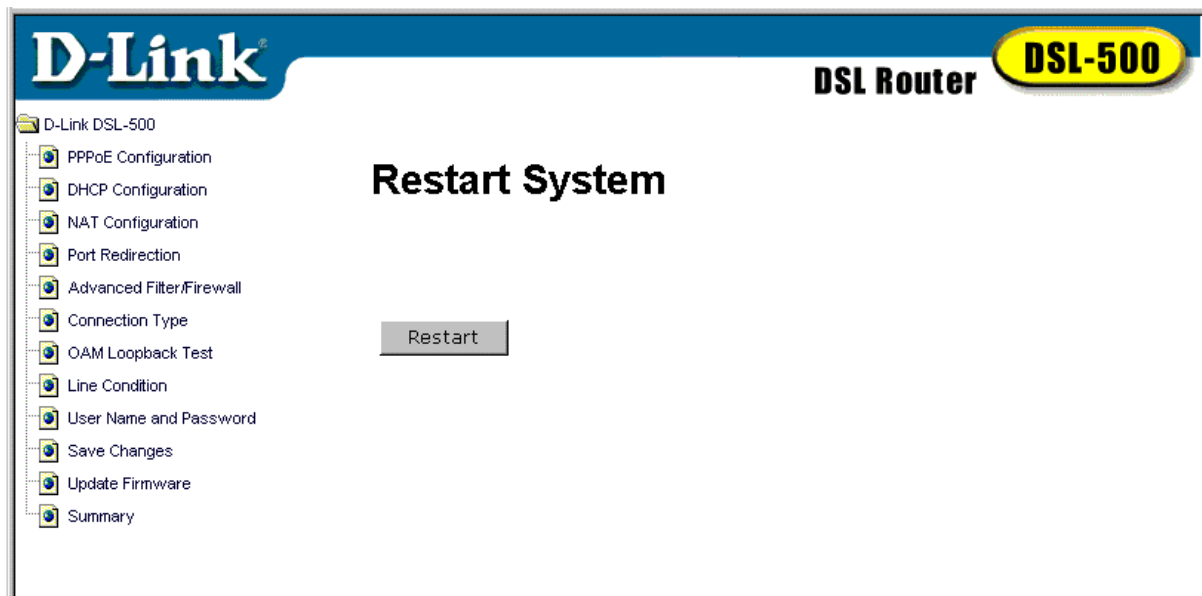 D-Link®
DSL Router
DSL-500
D-Link DSL-500
PPPoE Configuration
DHCP Configuration
NAT Configuration
Port Redirection
Advanced Filter/Firewall
Connection Type
OAM Loopback Test
Line Condition
User Name and Password
Save Changes
Update Firmware
Summary
Restart System
Restart